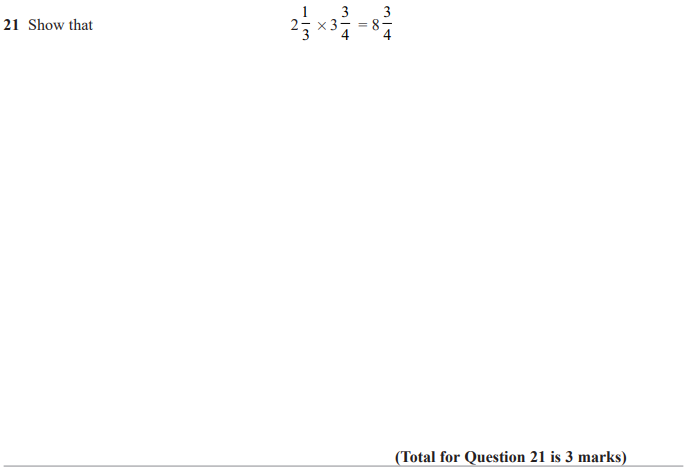 21 Show that 2 1/3 × 3 3/4 = 8 3/4
(Total for Question 21 is 3 marks)